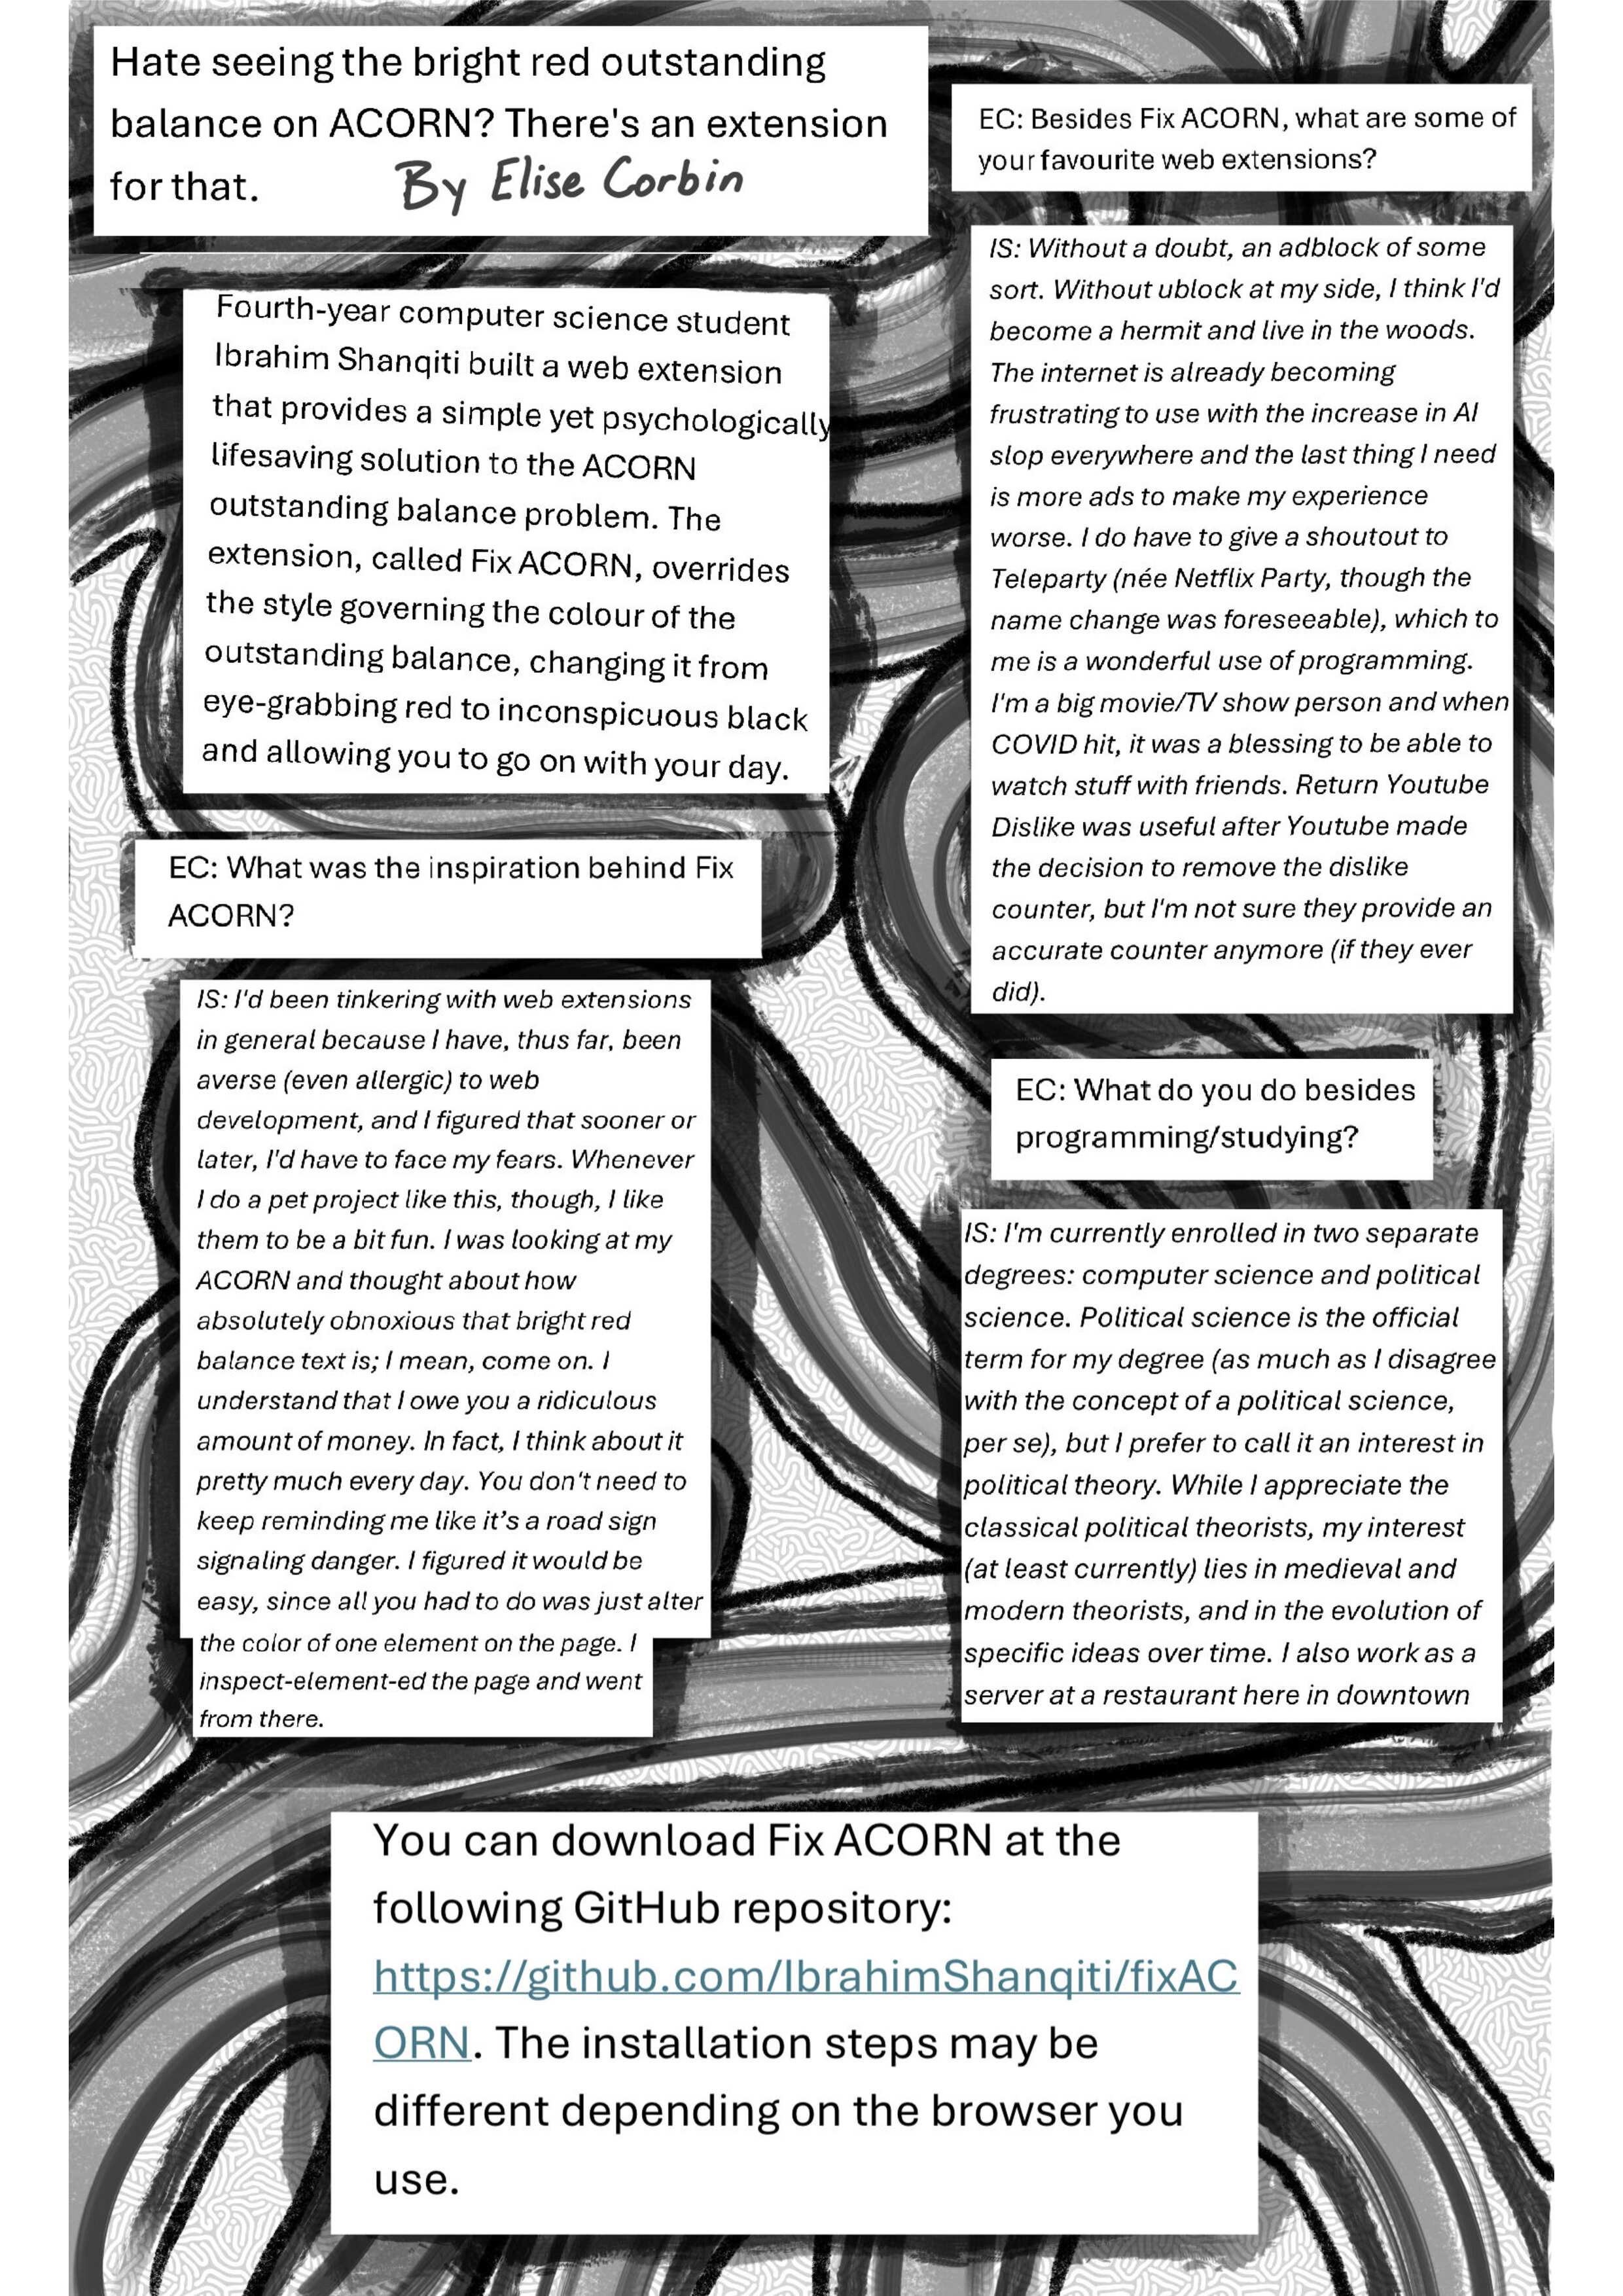 Hate seeing the bright red outstanding
balance on ACORN? There's an extension
for that.
By Elise Corbin
Fourth-year computer science student
Ibrahim Shanqiti built a web extension
that provides a simple yet psychologically
lifesaving solution to the ACORN
outstanding balance problem. The
extension, called Fix ACORN, overrides
the style governing the colour of the
outstanding balance, changing it from
eye-grabbing red to inconspicuous black
and allowing you to go on with your day.
EC: What was the inspiration behind Fix
ACORN?
IS: I'd been tinkering with web extensions
in general because I have, thus far, been
averse (even allergic) to web
development, and I figured that sooner or
later, I'd have to face my fears. Whenever
I do a pet project like this, though, I like
them to be a bit fun. I was looking at my
ACORN and thought about how
absolutely obnoxious that bright red
balance text is; I mean, come on. I
understand that I owe you a ridiculous
amount of money. In fact, I think about it
pretty much every day. You don't need to
keep reminding me like it’s a road sign
signaling danger. I figured it would be
easy, since all you had to do was just alter
the color of one element on the page. I
inspect-element-ed the page and went
from there.
EC: Besides Fix ACORN, what are some of
your favourite web extensions?
IS: Without a doubt, an adblock of some
sort. Without ublock at my side, I think I'd
become a hermit and live in the woods.
The internet is already becoming
frustrating to use with the increase in AI
slop everywhere and the last thing I need
is more ads to make my experience
worse. I do have to give a shoutout to
Teleparty (née Netflix Party, though the
name change was foreseeable), which to
me is a wonderful use of programming.
I'm a big movie/TV show person and when
COVID hit, it was a blessing to be able to
watch stuff with friends. Return Youtube
Dislike was useful after Youtube made
the decision to remove the dislike
counter, but I'm not sure they provide an
accurate counter anymore (if they ever
did).
EC: What do you do besides
programming/studying?
IS: I'm currently enrolled in two separate
degrees: computer science and political
science. Political science is the official
term for my degree (as much as I disagree
with the concept of a political science,
per se), but I prefer to call it an interest in
political theory. While I appreciate the
classical political theorists, my interest
(at least currently) lies in medieval and
modern theorists, and in the evolution of
specific ideas over time. I also work as a
server at a restaurant here in downtown
You can download Fix ACORN at the
following GitHub repository:
https://github.com/IbrahimShanqiti/fixAC
ORN. The installation steps may be
different depending on the browser you
use.